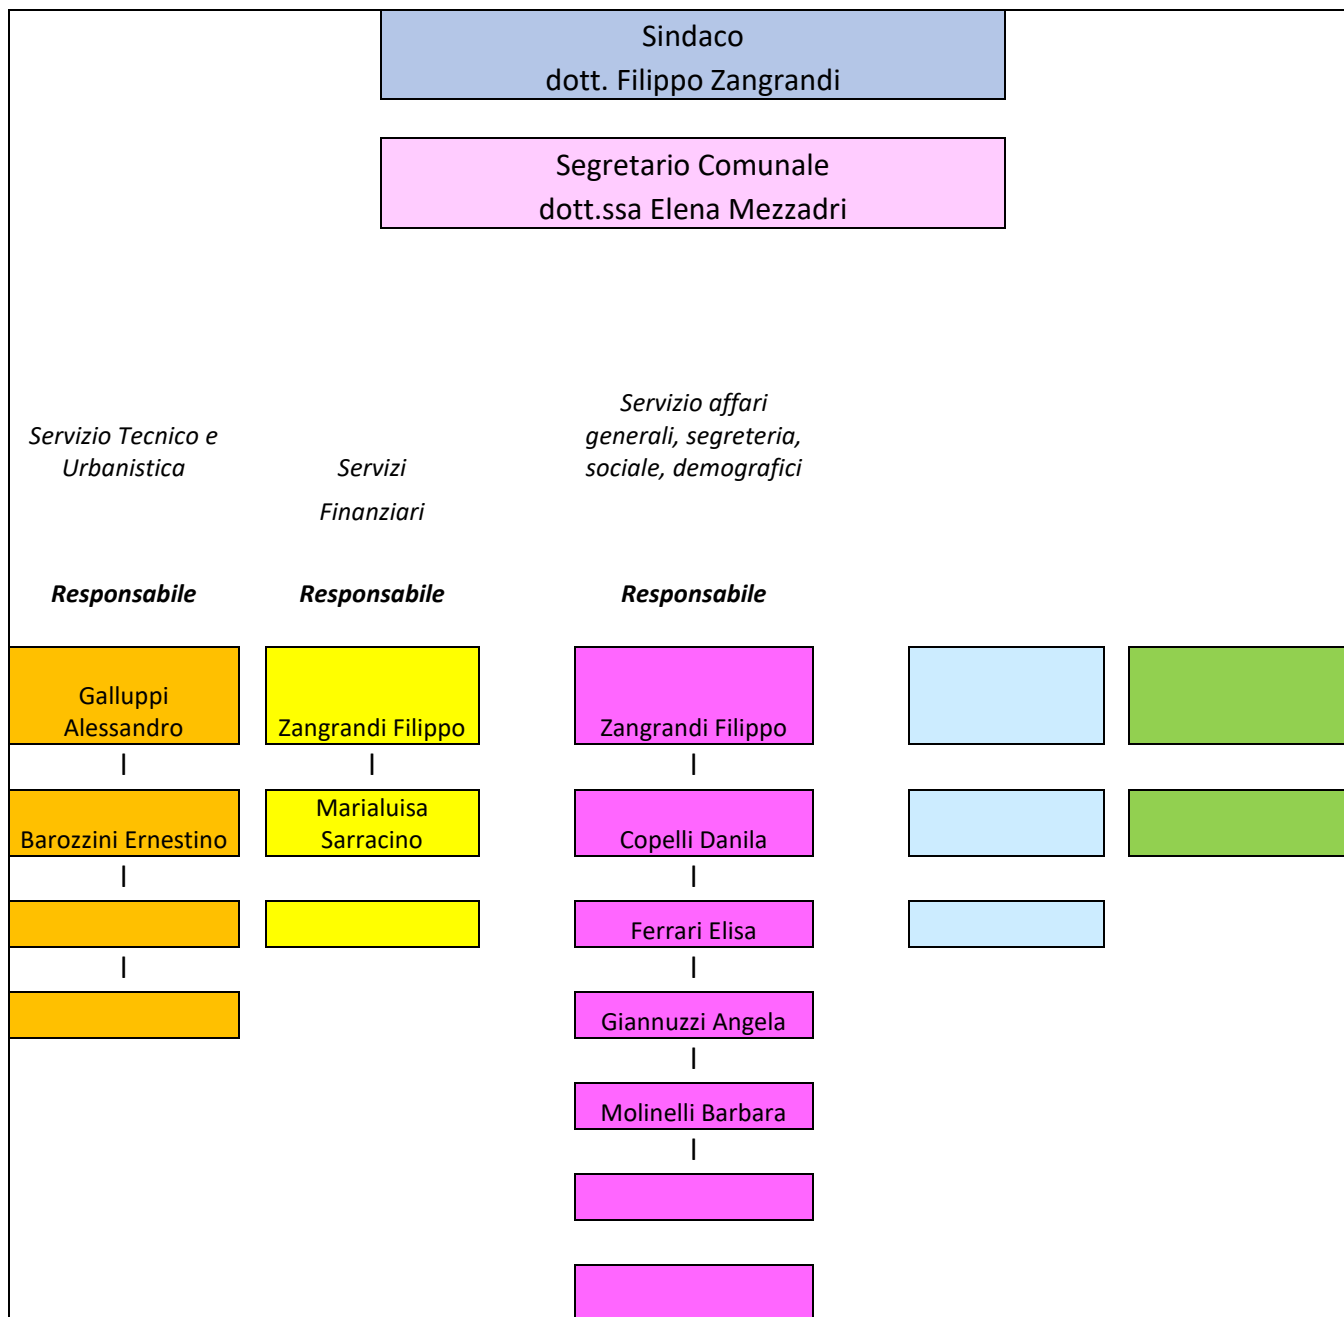 Sindaco
dott. Filippo Zangrandi
Segretario Comunale
dott.ssa Elena Mezzadri
Servizio Tecnico e
Urbanistica
Servizi
Finanziari
Servizio affari
generali, segreteria,
sociale, demografici
Responsabile
Responsabile
Responsabile
Galluppi
Alessandro
Zangrandi Filippo
Zangrandi Filippo
Barozzini Ernestino
Marialuisa
Sarracino
Copelli Danila
Ferrari Elisa
Giannuzzi Angela
Molinelli Barbara